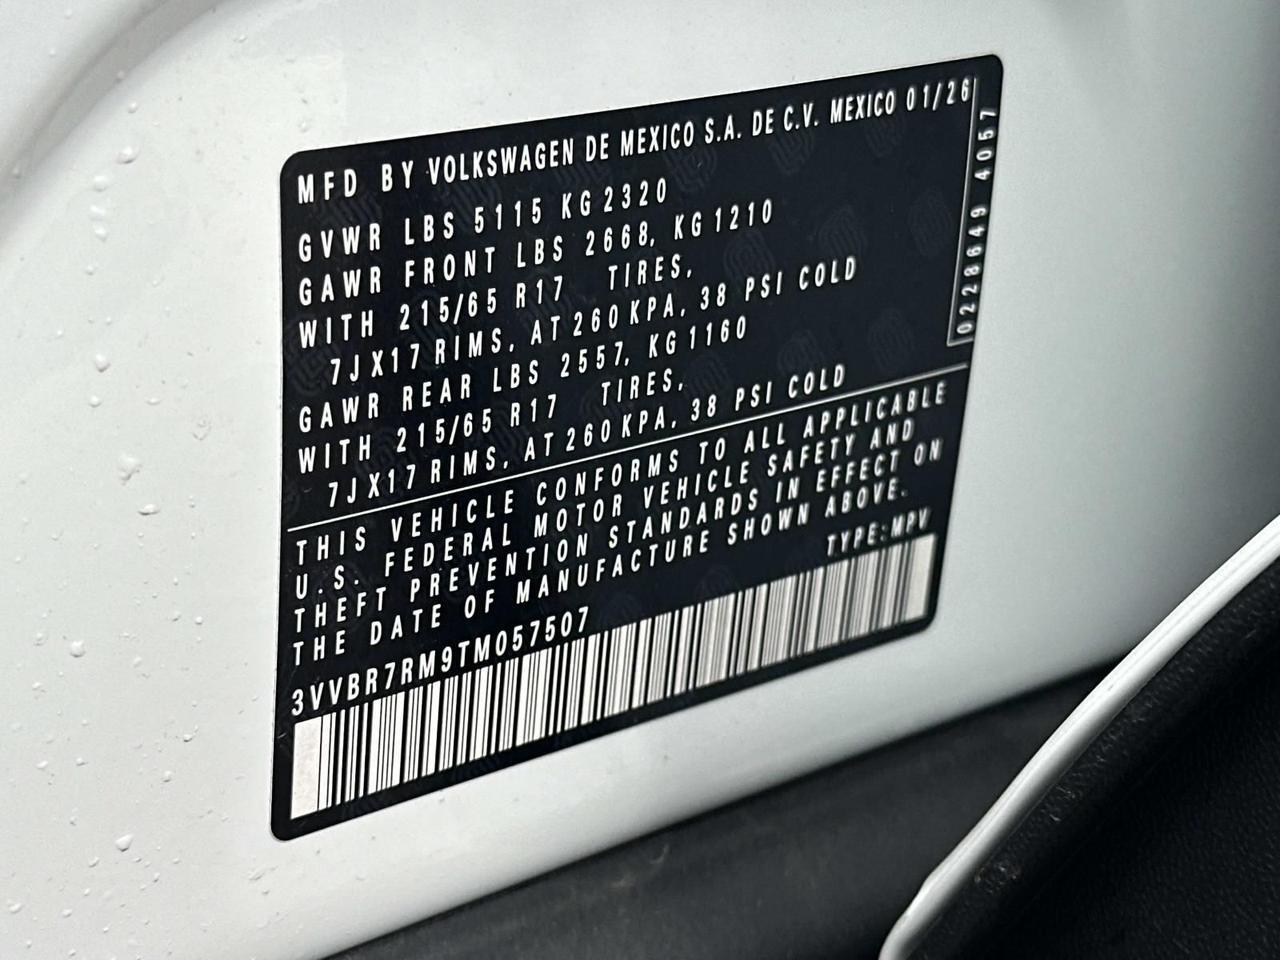 MFD BY VOLKSWAGEN DE MEXICO S.A. DE C.V. MEXICO 01/26
GVWR LBS 5115 KG 2320
GAWR FRONT LBS 2668, KG 1210
WITH 215/65 R17 TIRES,
7JX17 RIMS, AT 260 KPA, 38 PSI COLD
GAWR REAR LBS 2557, KG 1160
WITH 215/65 R17 TIRES,
7JX17 RIMS, AT 260 KPA, 38 PSI COLD
0228649 4057
THIS VEHICLE CONFORMS TO ALL APPLICABLE
U.S. FEDERAL MOTOR VEHICLE SAFETY AND
THEFT PREVENTION STANDARDS IN EFFECT ON
THE DATE OF MANUFACTURE SHOWN ABOVE.
3VVBR7RM9TM057507 TYPE:MPV